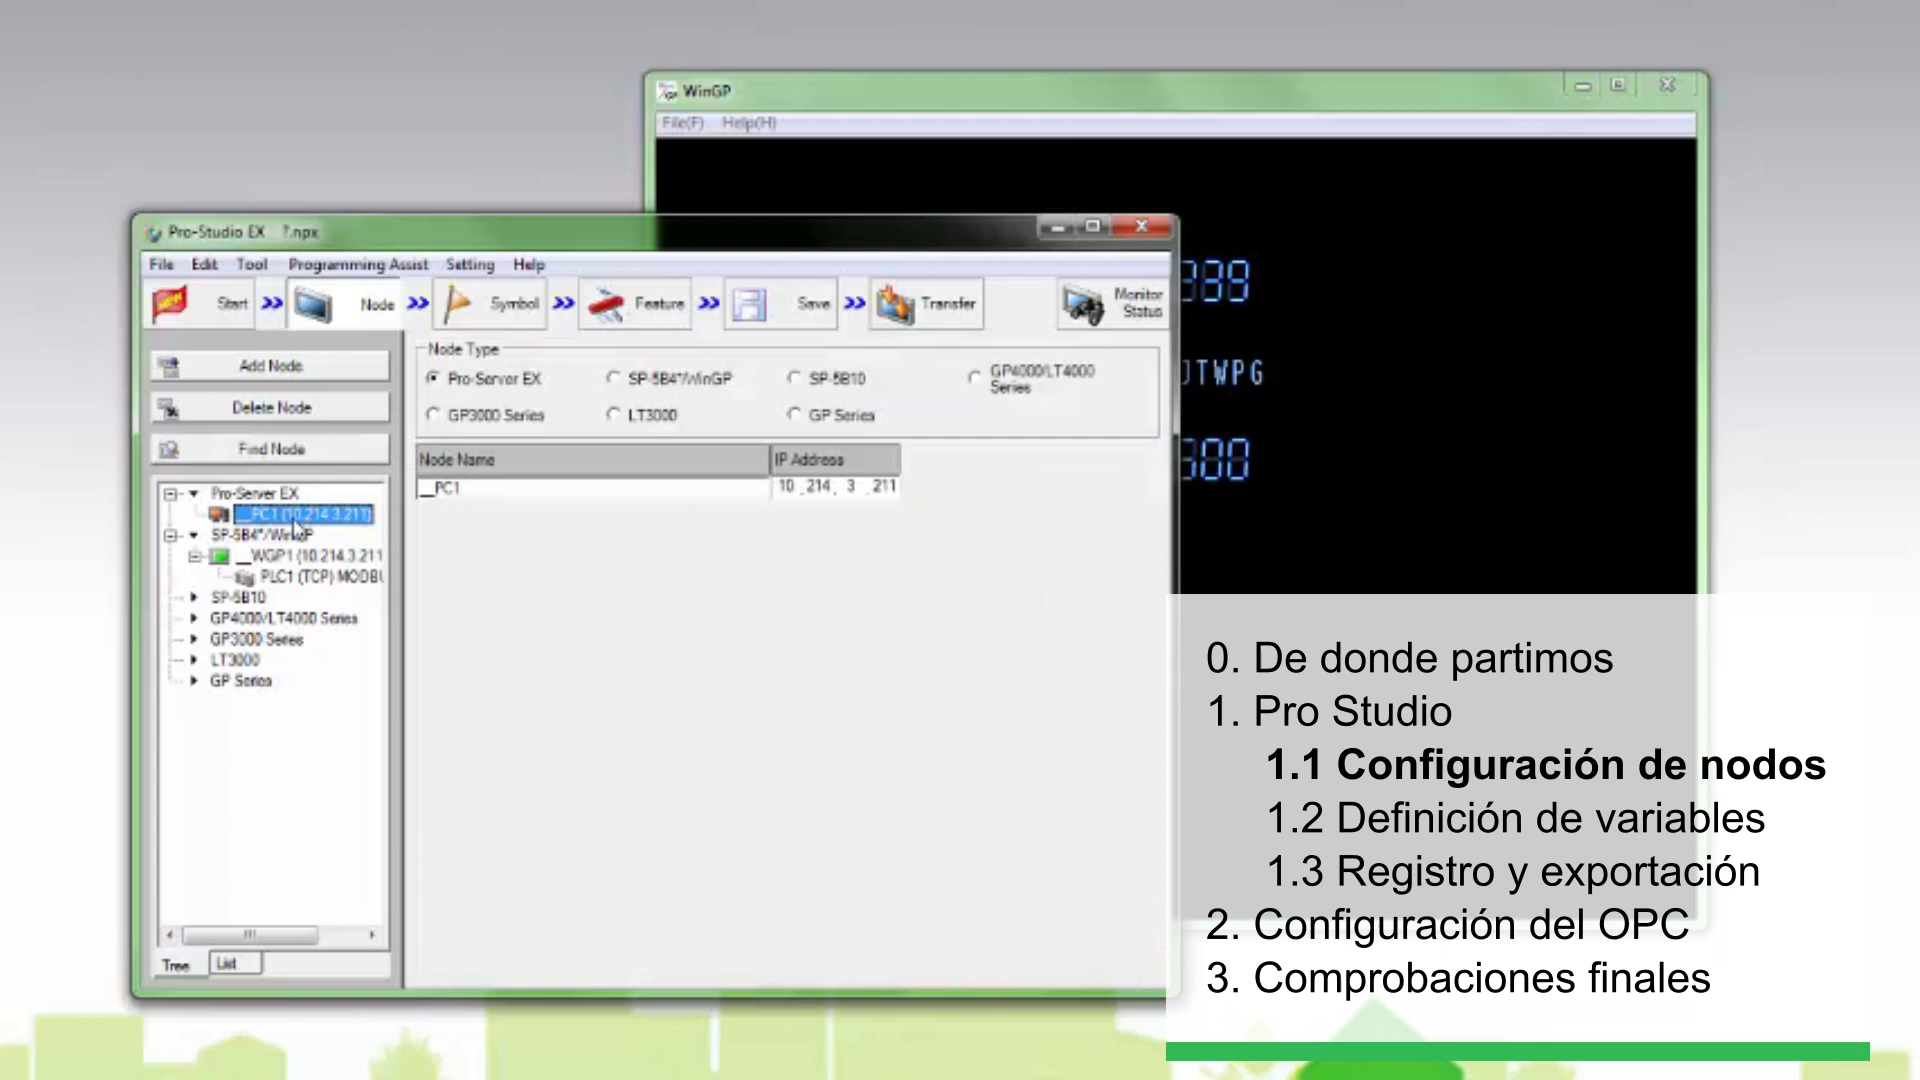 WinGP
File(F) Help(H)
Pro-Studio EX ?.npx
File Edit Tool Programming Assist Setting Help
Start Node Symbol Feature Save Transfer Monitor Status
Add Node
Delete Node
Find Node
Node Type
Pro-Server EX SP-5B4*/WinGP SP-5B10 GP4000/LT4000 Series
GP3000 Series LT3000 GP Series
Node Name IP Address
__PC1 10 .214. 3 .211
Pro-Server EX
__PC1 (10.214.3.211)
SP-5B4*/WinGP
__WGP1 (10.214.3.211
PLC1 (TCP) MODBU
SP-5B10
GP4000/LT4000 Series
GP3000 Series
LT3000
GP Series
Tree List
TWPG
0. De donde partimos
1. Pro Studio
1.1 Configuración de nodos
1.2 Definición de variables
1.3 Registro y exportación
2. Configuración del OPC
3. Comprobaciones finales